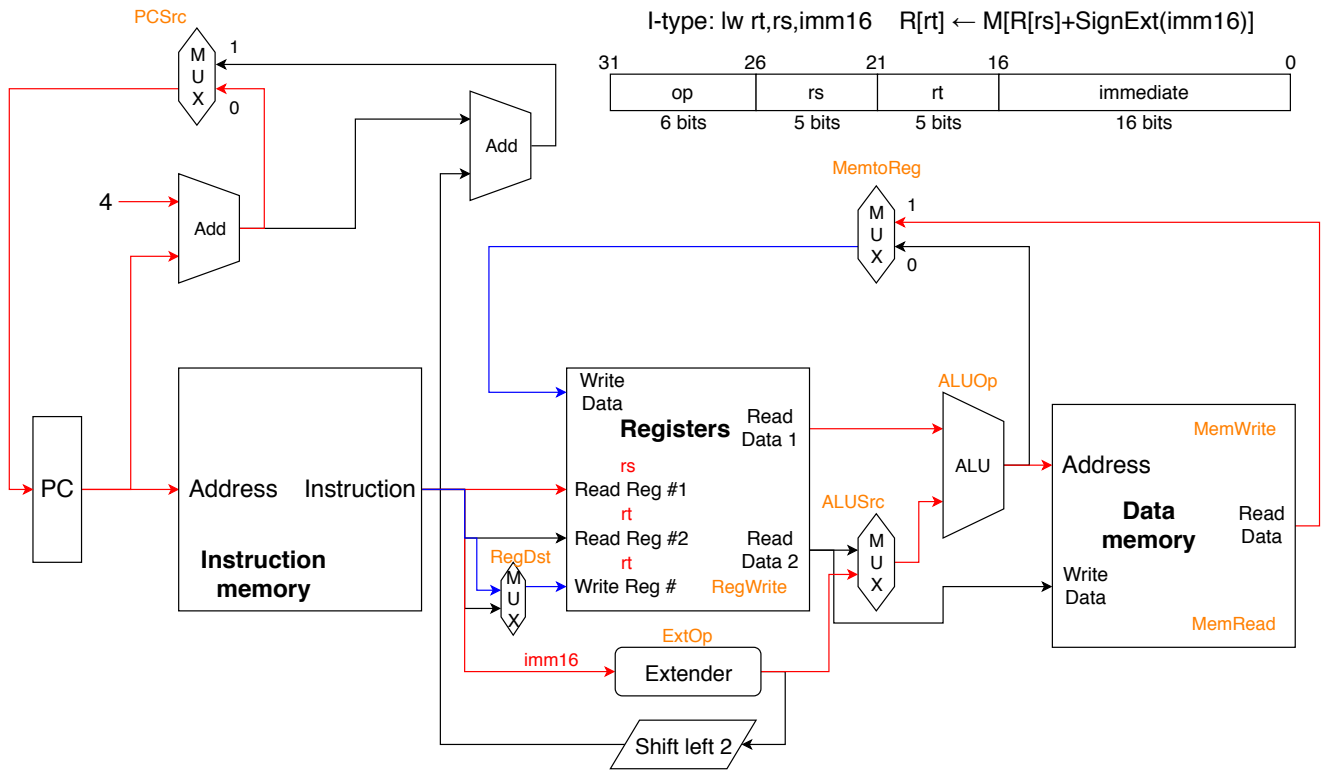 PCSrc
I-type: lw rt,rs,imm16 R[rt] ← M[R[rs]+SignExt(imm16)]
M
U
X
1
0
31 26 21 16 0
op rs rt immediate
6 bits 5 bits 5 bits 16 bits
Add
4
Add
MemtoReg
M
U
X
1
0
PC
Address
Instruction
Instruction
memory
Write
Data
Registers
Read
Data 1
rs
Read Reg #1
rt
Read Reg #2
rt
Write Reg #
Read
Data 2
RegWrite
RegDst
M
U
X
ALUOp
ALU
ALUSrc
M
U
X
MemWrite
Address
Data
memory
Read
Data
Write
Data
MemRead
imm16
ExtOp
Extender
Shift left 2